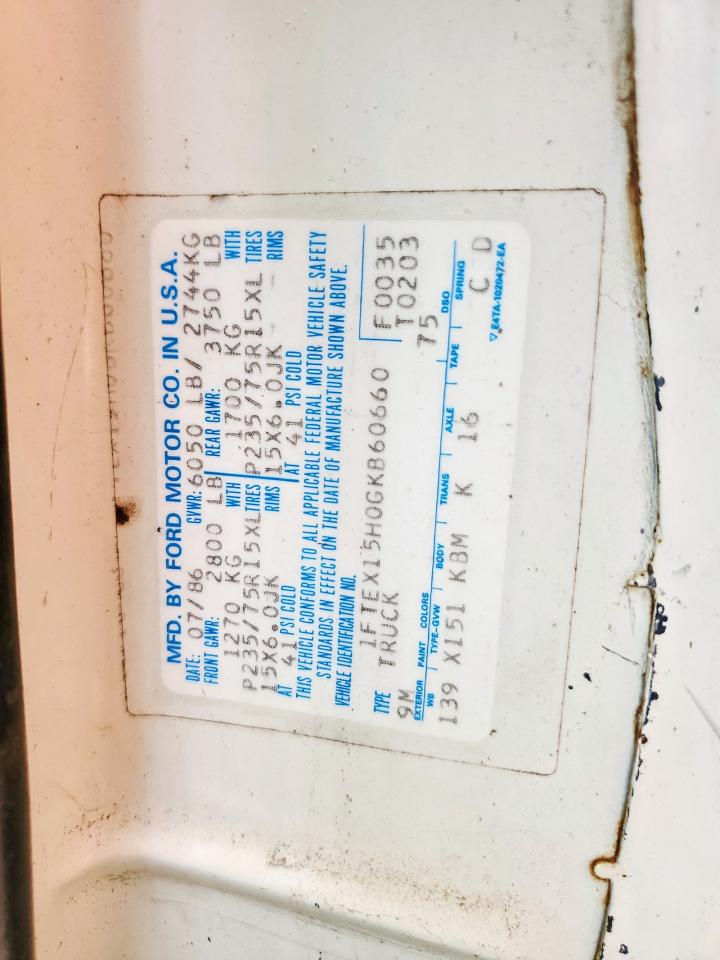 MFD. BY FORD MOTOR CO. IN U.S.A.
DATE: 07/86 GVWR: 6050 LB/ 2744KG
FRONT GAWR: 2800 LB REAR GAWR: 3750 LB
1270 KG WITH 1700 KG WITH
P235/75R15XL TIRES P235/75R15XL TIRES
15X6.0JK RIMS 15X6.0JK RIMS
AT 41 PSI COLD AT 41 PSI COLD
THIS VEHICLE CONFORMS TO ALL APPLICABLE FEDERAL MOTOR VEHICLE SAFETY
STANDARDS IN EFFECT ON THE DATE OF MANUFACTURE SHOWN ABOVE.
VEHICLE IDENTIFICATION NO.
1FTEX15H0GKB60660 F0035
TYPE TRUCK T0203
9M 75
EXTERIOR PAINT COLORS DSO
WB TYPE-GVW BODY TRANS AXLE TAPE SPRING
139 X151 KBM K 16 C D
E4TA-1020472-EA